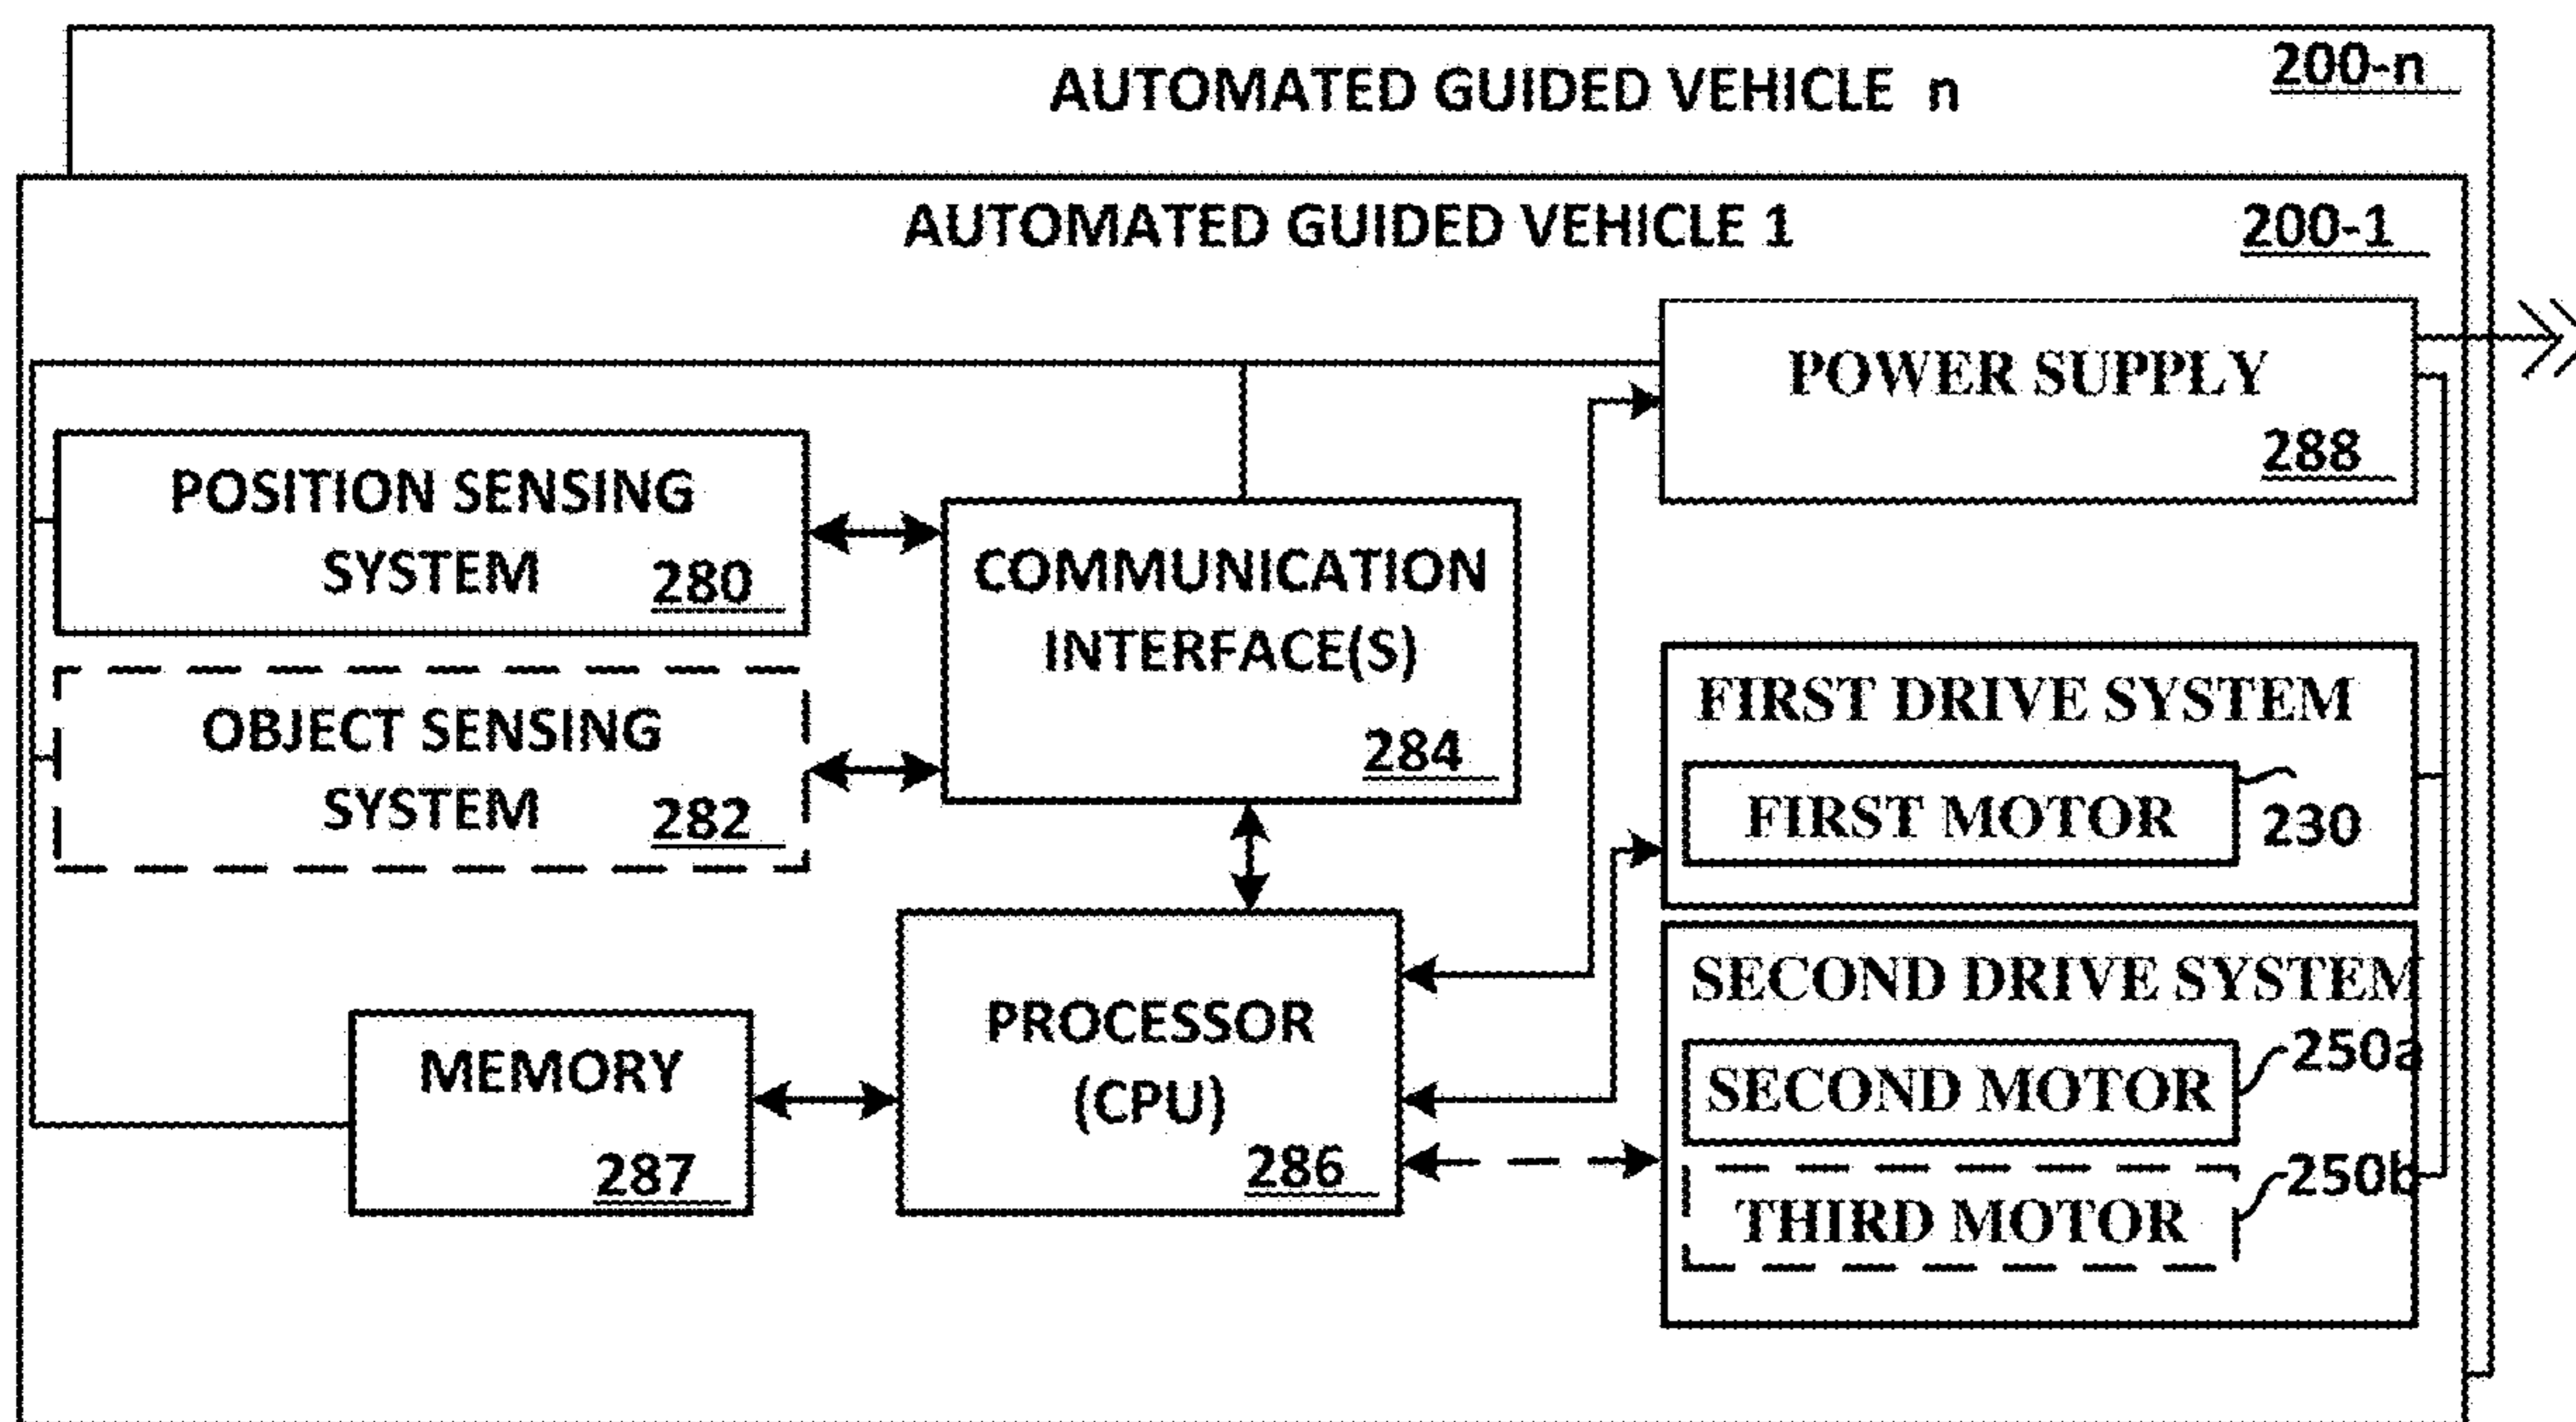 AUTOMATED GUIDED VEHICLE n
200-n
AUTOMATED GUIDED VEHICLE 1
200-1
POWER SUPPLY
288
POSITION SENSING
SYSTEM 280
COMMUNICATION
INTERFACE(S)
284
OBJECT SENSING
SYSTEM 282
FIRST DRIVE SYSTEM
FIRST MOTOR
230
PROCESSOR
(CPU)
286
MEMORY
287
SECOND DRIVE SYSTEM
SECOND MOTOR
250a
THIRD MOTOR
250b